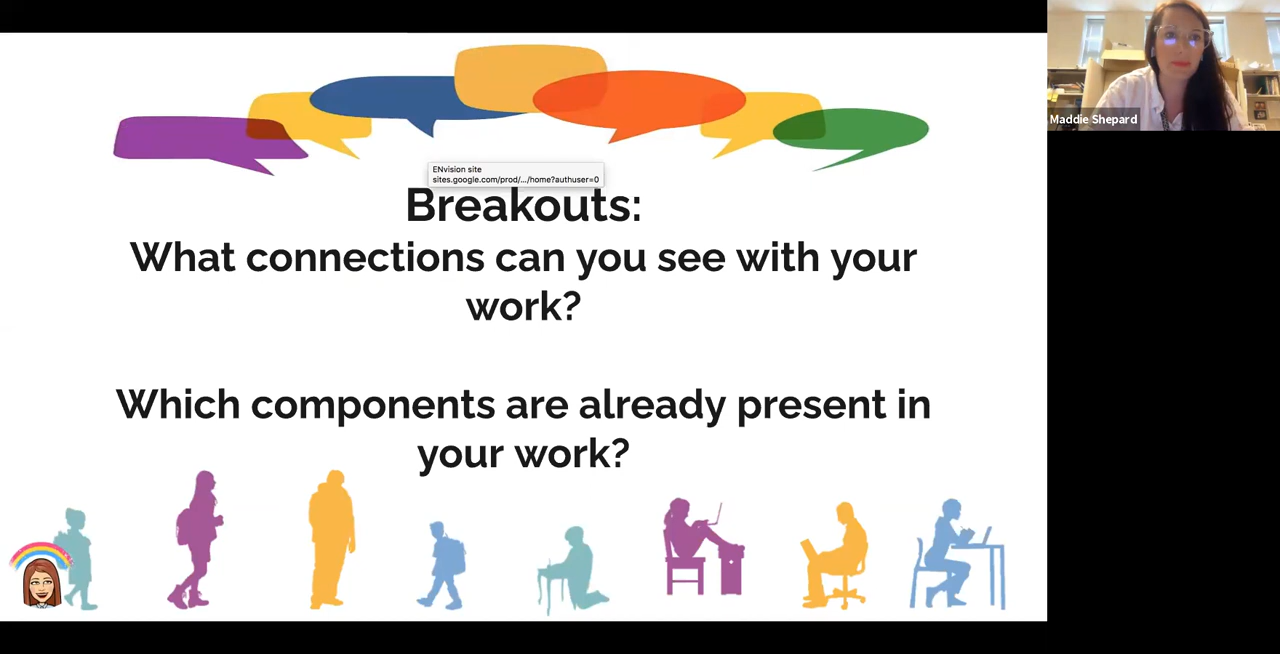 Maddie Shepard
ENvision site
sites.google.com/prod/.../home?authuser=0
Breakouts:
What connections can you see with your
work?
Which components are already present in
your work?